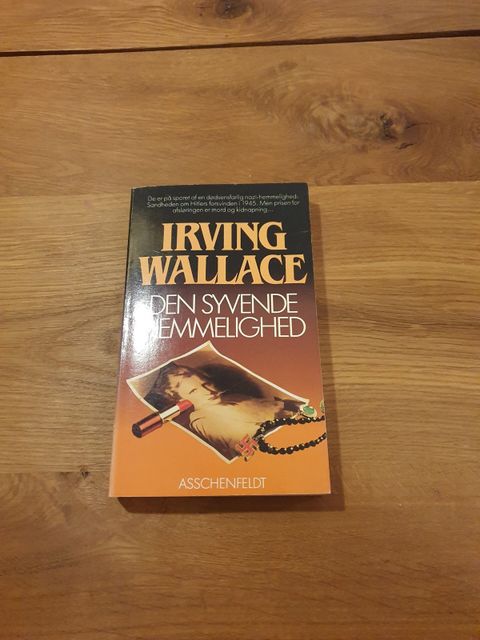 De er på sporet af en dødsensfarlig nazi-hemmelighed:
Sandheden om Hitlers forsvinden i 1945. Men prisen for
afsløringen er mord og kidnapning...
IRVING
WALLACE
DEN SYVENDE
HEMMELIGHED
ASSCHENFELDT